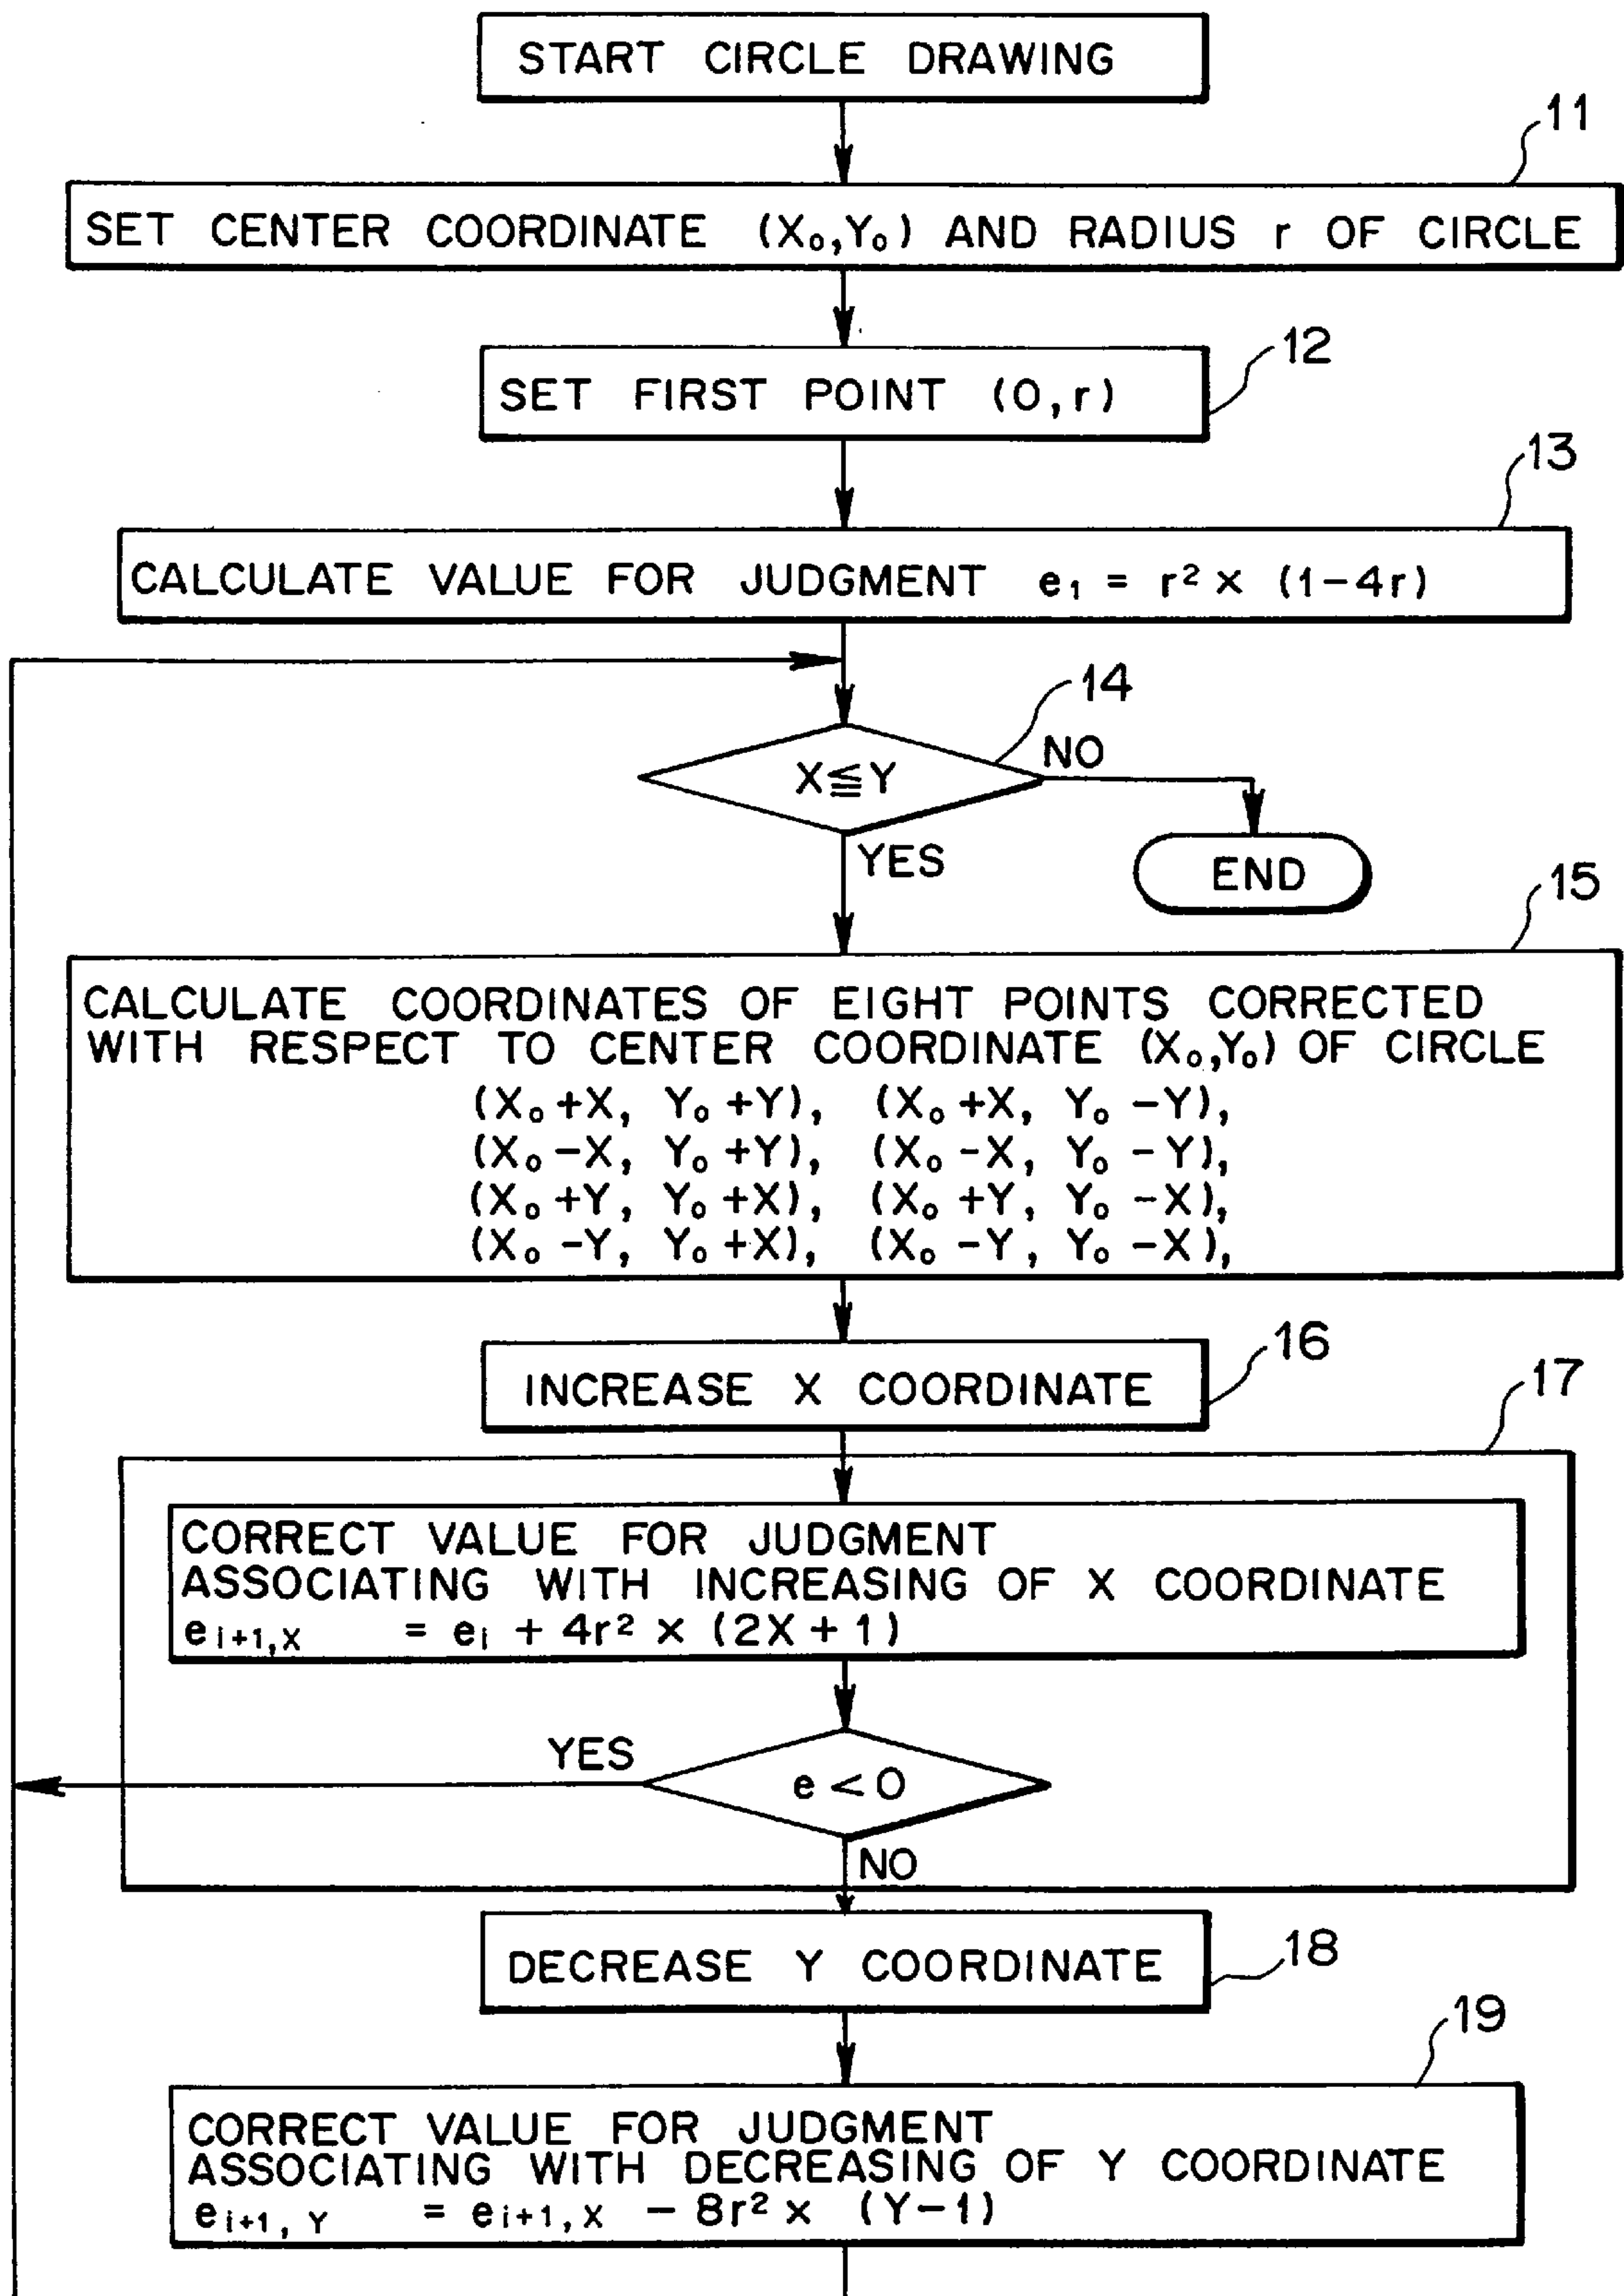 START CIRCLE DRAWING
11
SET CENTER COORDINATE (X₀,Y₀) AND RADIUS r OF CIRCLE
12
SET FIRST POINT (0,r)
13
CALCULATE VALUE FOR JUDGMENT e₁ = r² × (1-4r)
14
X≦Y
NO
YES
END
15
CALCULATE COORDINATES OF EIGHT POINTS CORRECTED
WITH RESPECT TO CENTER COORDINATE (X₀,Y₀) OF CIRCLE
(X₀+X, Y₀+Y), (X₀+X, Y₀-Y),
(X₀-X, Y₀+Y), (X₀-X, Y₀-Y),
(X₀+Y, Y₀+X), (X₀+Y, Y₀-X),
(X₀-Y, Y₀+X), (X₀-Y, Y₀-X),
16
INCREASE X COORDINATE
17
CORRECT VALUE FOR JUDGMENT
ASSOCIATING WITH INCREASING OF X COORDINATE
e i+1,X = e i + 4r² × (2X+1)
YES
e < 0
NO
18
DECREASE Y COORDINATE
19
CORRECT VALUE FOR JUDGMENT
ASSOCIATING WITH DECREASING OF Y COORDINATE
e i+1, Y = e i+1, X - 8r² × (Y-1)